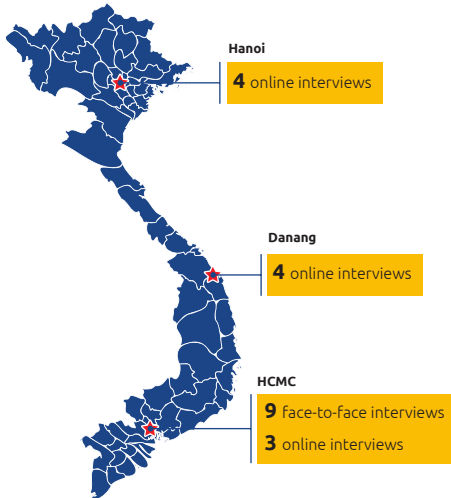 Hanoi
4 online interviews
Danang
4 online interviews
HCMC
9 face-to-face interviews
3 online interviews